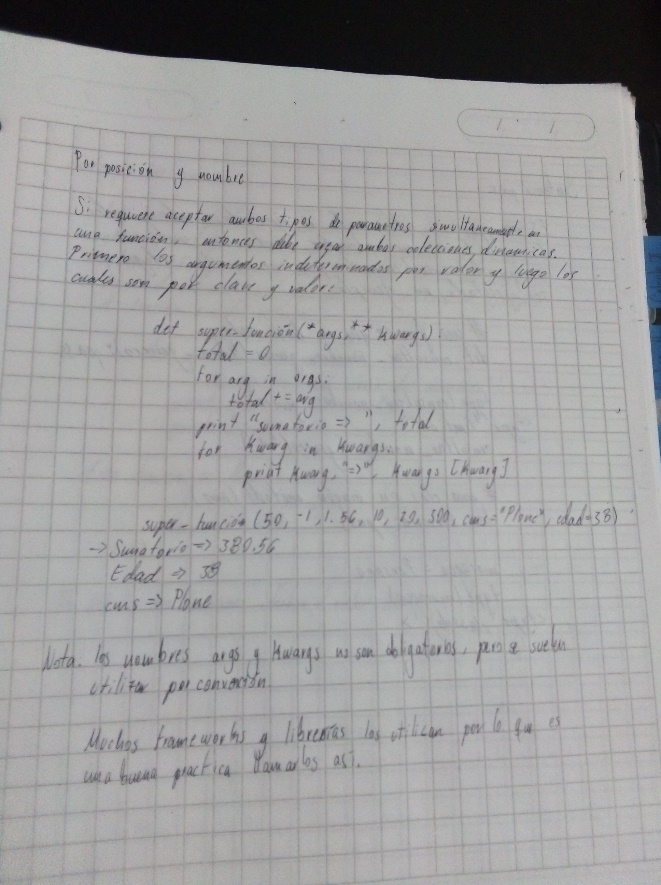 Por posición y nombre
Si requiere aceptar ambos tipos de parametros simultaneamente en
una función, entonces debe crear ambas colecciones dinamicas.
Primero los argumentos indeterminados por valor y luego los
cuales son por clave y valor:
def super-función(*args, **kwargs):
total = 0
for arg in args:
total += arg
print "sumatorio => ", total
for kwarg in kwargs:
print kwarg, "=>", kwargs [kwarg]
super-función (50, -1, 1.56, 10, 20, 300, cms="Plone", edad=38)
-> Sumatorio => 380.56
Edad => 38
cms => Plone
Nota. los nombres args y kwargs no son obligatorios, pero se suelen
utilizar por convención.
Muchos frameworks y librerías los utilizan por lo que es
una buena practica llamarlos así.